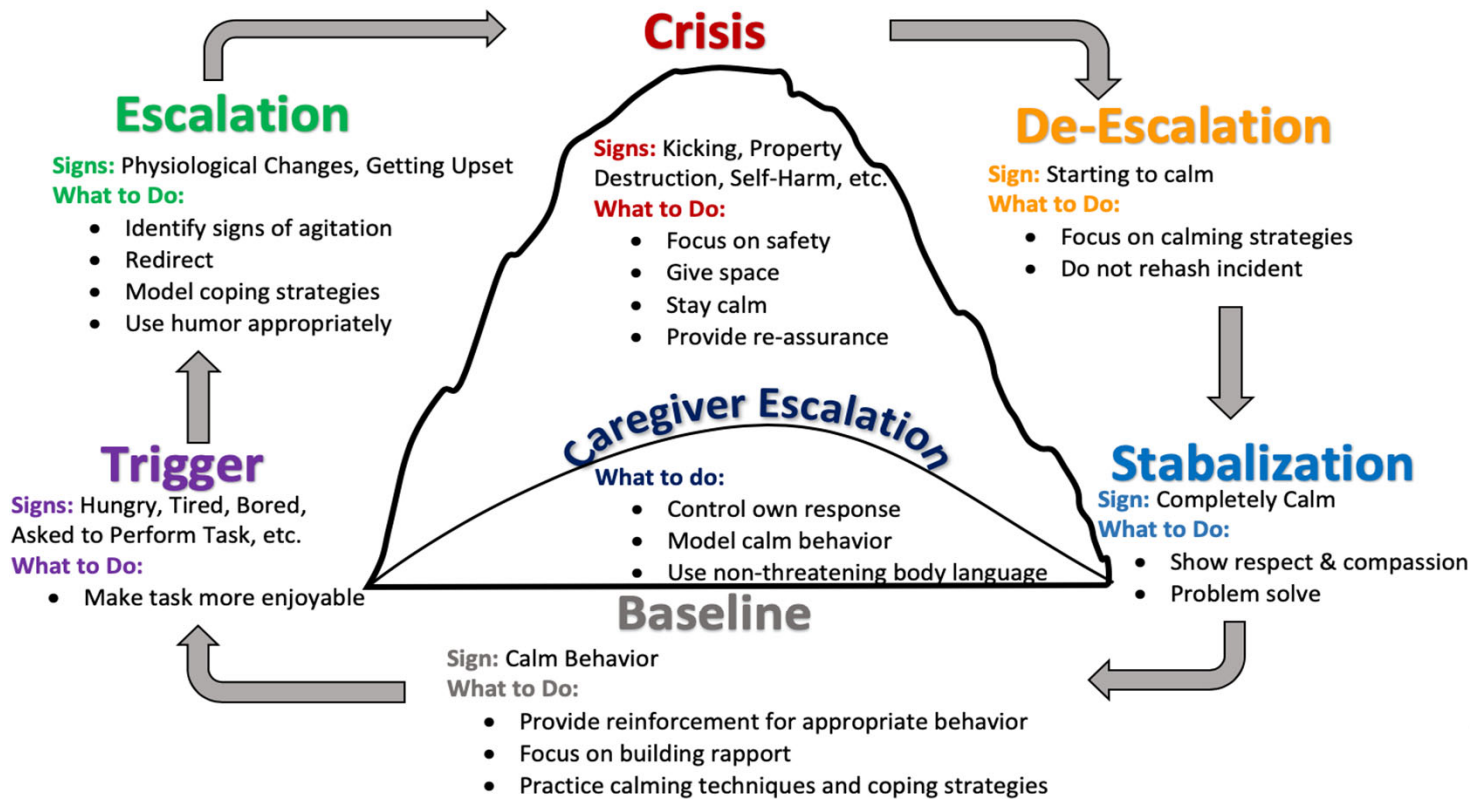 Crisis
Signs: Kicking, Property
Destruction, Self-Harm, etc.
What to Do:
• Focus on safety
• Give space
• Stay calm
• Provide re-assurance
De-Escalation
Sign: Starting to calm
What to Do:
• Focus on calming strategies
• Do not rehash incident
Stabalization
Sign: Completely Calm
What to Do:
• Show respect & compassion
• Problem solve
Baseline
Sign: Calm Behavior
What to Do:
• Provide reinforcement for appropriate behavior
• Focus on building rapport
• Practice calming techniques and coping strategies
Trigger
Signs: Hungry, Tired, Bored,
Asked to Perform Task, etc.
What to Do:
• Make task more enjoyable
Escalation
Signs: Physiological Changes, Getting Upset
What to Do:
• Identify signs of agitation
• Redirect
• Model coping strategies
• Use humor appropriately
Caregiver Escalation
What to do:
• Control own response
• Model calm behavior
• Use non-threatening body language